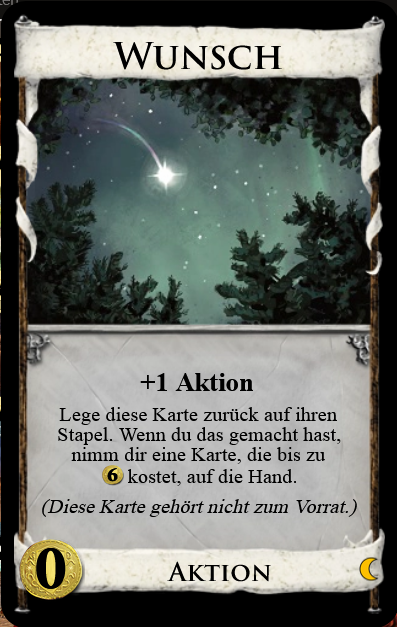 Wunsch
+1 Aktion
Lege diese Karte zurück auf ihren
Stapel. Wenn du das gemacht hast,
nimm dir eine Karte, die bis zu
6 kostet, auf die Hand.
(Diese Karte gehört nicht zum Vorrat.)
0
Aktion